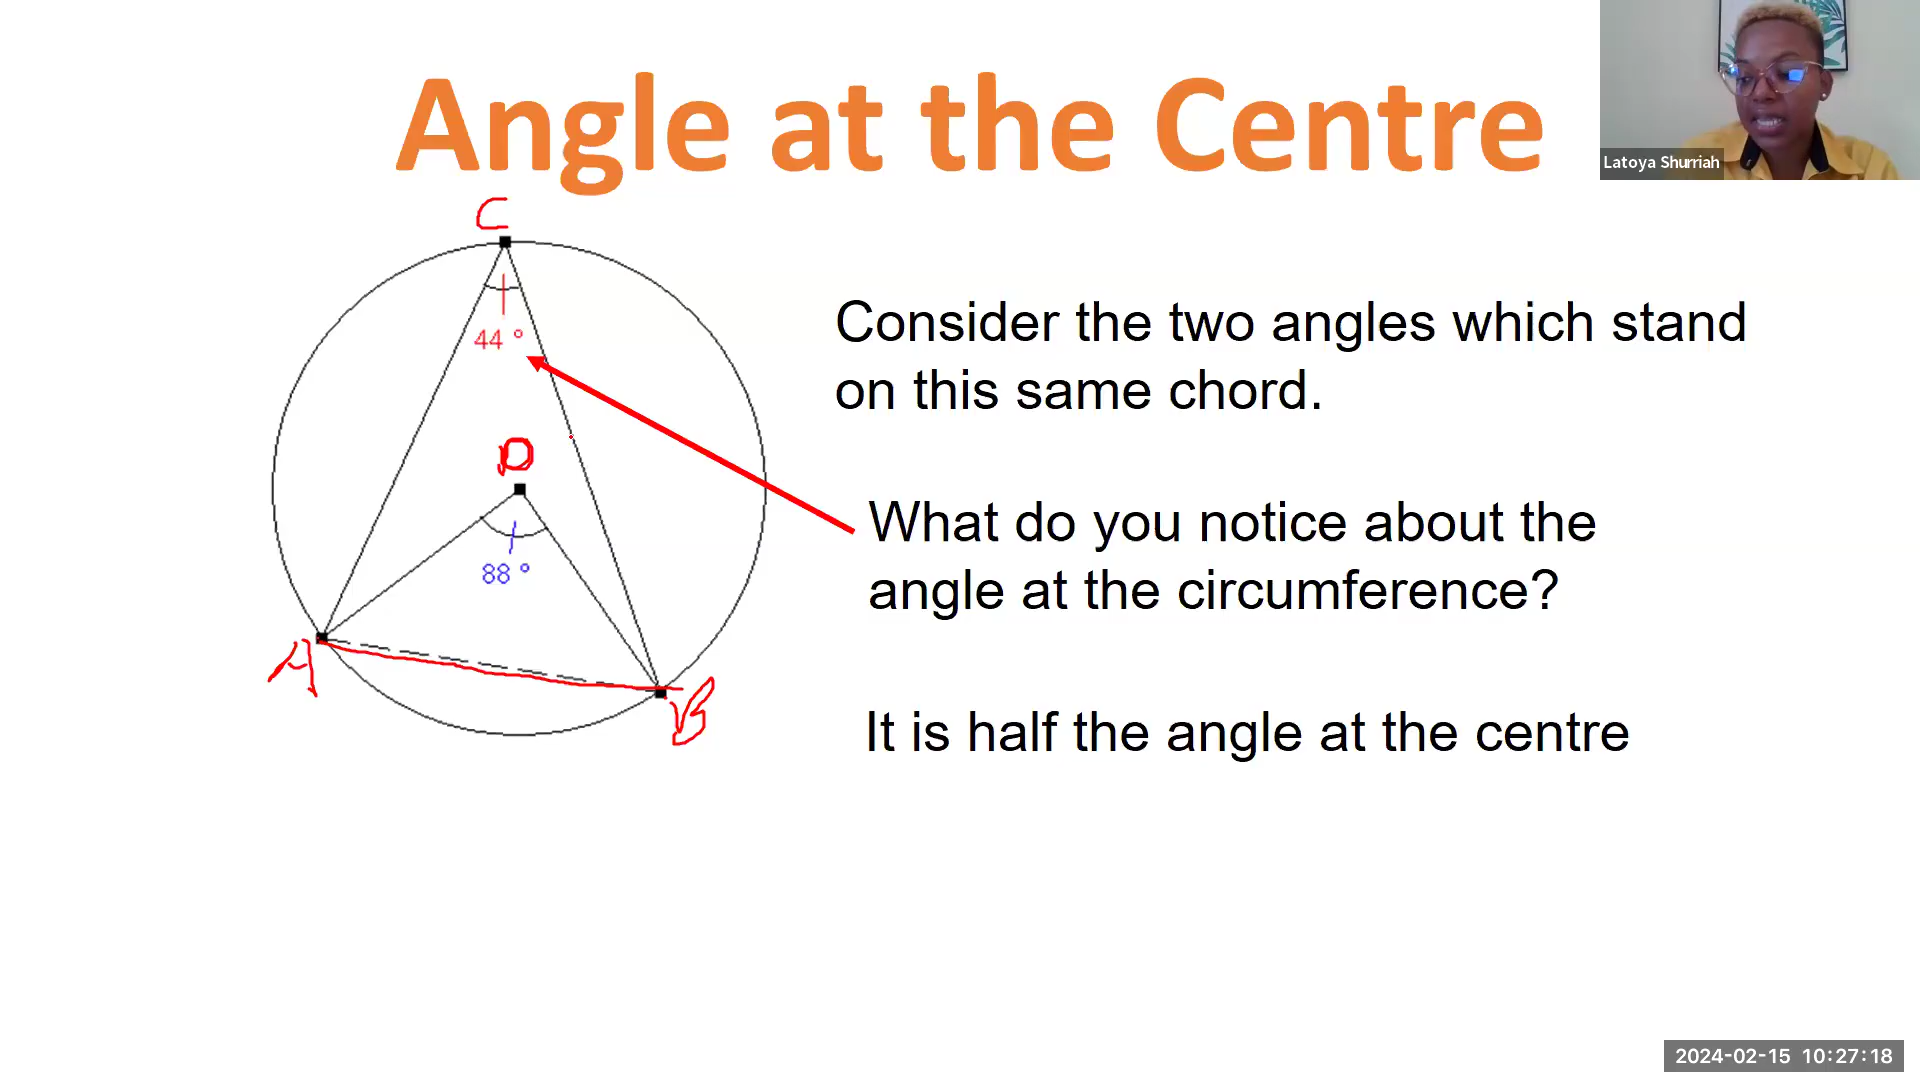 Angle at the Centre
Latoya Shurriah
C
44 °
Consider the two angles which stand
on this same chord.
O
What do you notice about the
angle at the circumference?
88 °
A
B
It is half the angle at the centre
2024-02-15 10:27:18